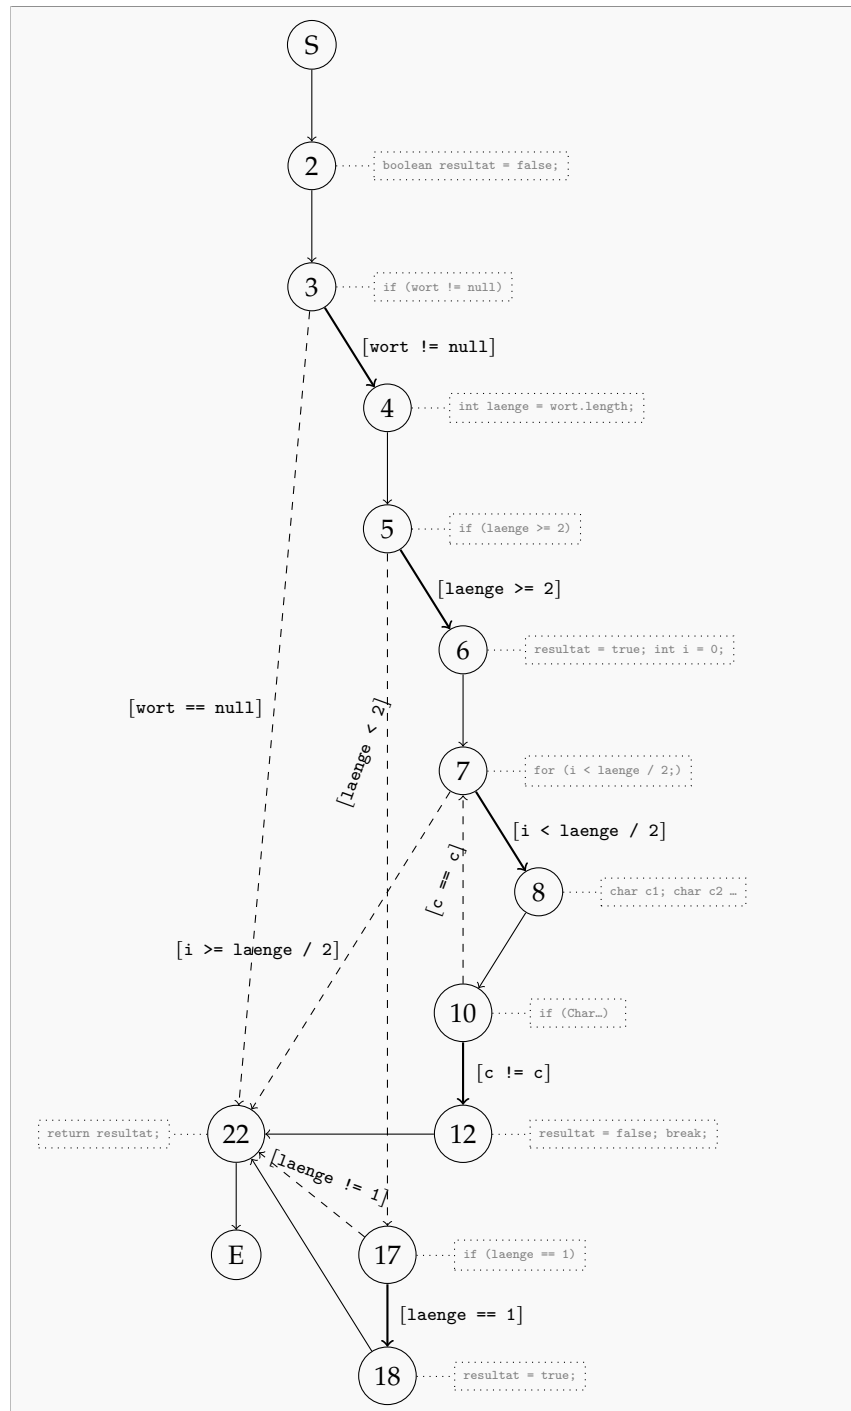 S
2
boolean resultat = false;
3
if (wort != null)
[wort != null]
4
int laenge = wort.length;
5
if (laenge >= 2)
[laenge >= 2]
6
resultat = true; int i = 0;
[wort == null]
[laenge < 2]
7
for (i < laenge / 2;)
[i < laenge / 2]
[c == c]
8
char c1; char c2 …
[i >= laenge / 2]
10
if (Char…)
[c != c]
return resultat;
22
12
resultat = false; break;
[laenge != 1]
E
17
if (laenge == 1)
[laenge == 1]
18
resultat = true;